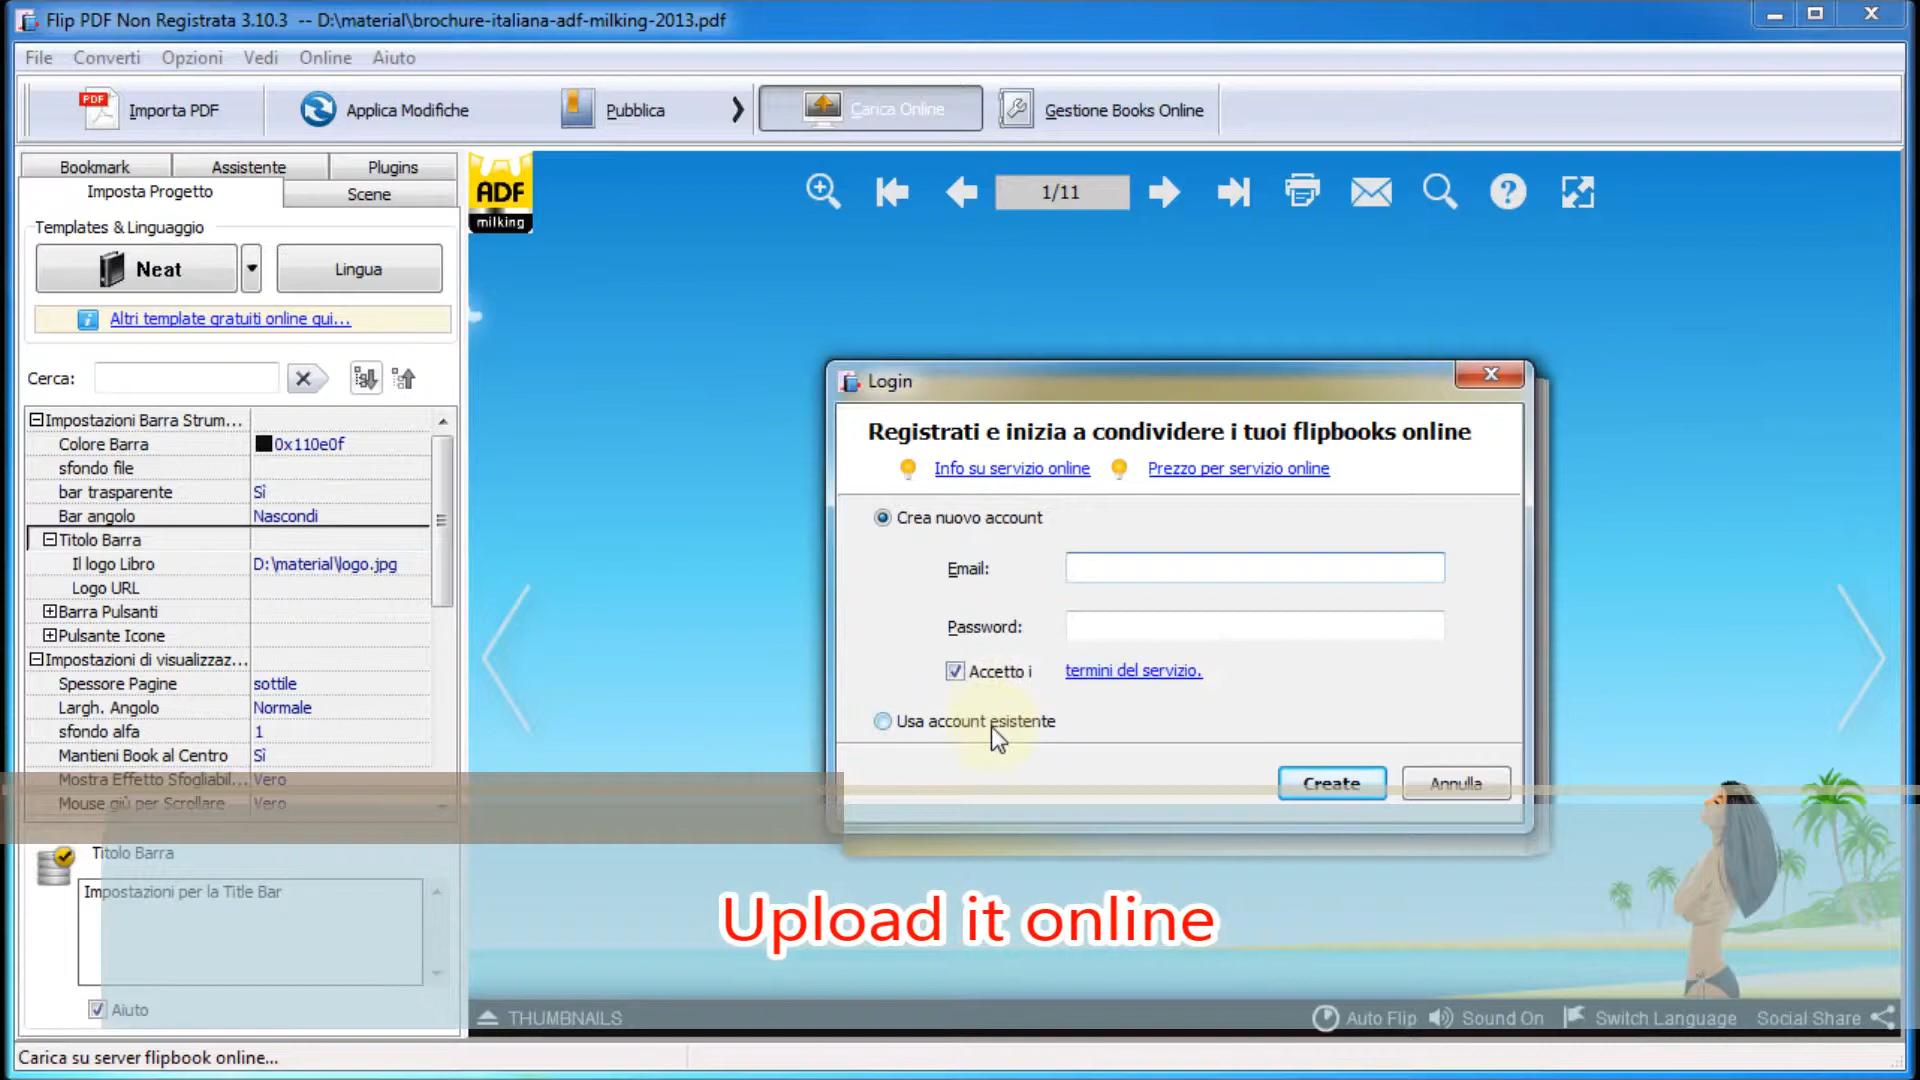 Flip PDF Non Registrata 3.10.3 -- D:\material\brochure-italiana-adf-milking-2013.pdf
File Converti Opzioni Vedi Online Aiuto
PDF Importa PDF Applica Modifiche Pubblica Carica Online Gestione Books Online
Bookmark Assistente Plugins
Imposta Progetto Scene
Templates & Linguaggio
Neat Lingua
Altri template gratuiti online qui...
Cerca:
Impostazioni Barra Strum...
Colore Barra 0x110e0f
sfondo file
bar trasparente Sì
Bar angolo Nascondi
Titolo Barra
Il logo Libro D:\material\logo.jpg
Logo URL
Barra Pulsanti
Pulsante Icone
Impostazioni di visualizzaz...
Spessore Pagine sottile
Largh. Angolo Normale
sfondo alfa 1
Mantieni Book al Centro Sì
Mostra Effetto Sfogliabil... Vero
Mouse giù per Scrollare Vero
Titolo Barra
Impostazioni per la Title Bar
Aiuto
ADF
milking
1/11
Login
Registrati e inizia a condividere i tuoi flipbooks online
Info su servizio online Prezzo per servizio online
Crea nuovo account
Email:
Password:
Accetto i termini del servizio.
Usa account esistente
Create Annulla
Upload it online
THUMBNAILS Auto Flip Sound On Switch Language Social Share
Carica su server flipbook online...